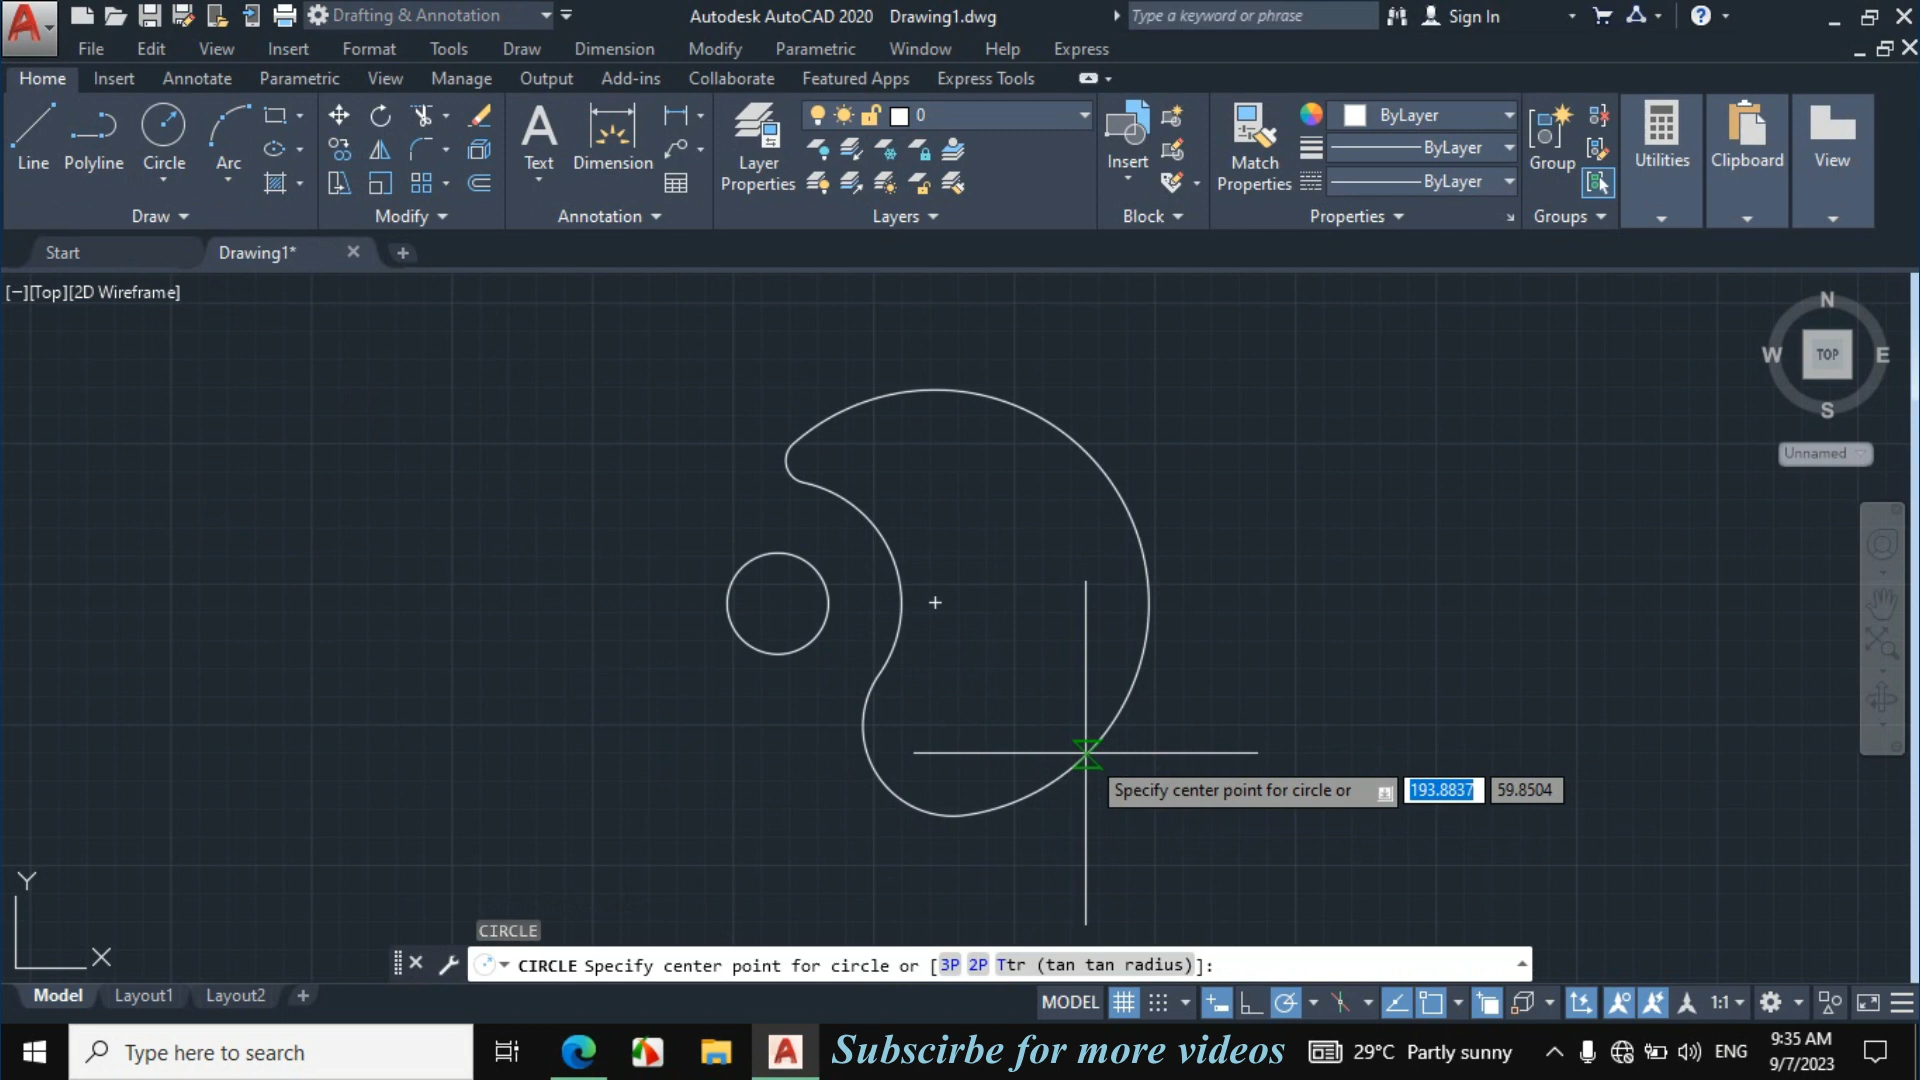 Drafting & Annotation
Autodesk AutoCAD 2020 Drawing1.dwg
Type a keyword or phrase
Sign In
File Edit View Insert Format Tools Draw Dimension Modify Parametric Window Help Express
Home Insert Annotate Parametric View Manage Output Add-ins Collaborate Featured Apps Express Tools
0
ByLayer
ByLayer
ByLayer
Line Polyline Circle Arc
Text Dimension
Layer
Properties
Insert
Match
Properties
Group
Utilities Clipboard View
Draw Modify Annotation Layers Block Properties Groups
Start Drawing1*
[−][Top][2D Wireframe]
N
W TOP E
S
Unnamed
Specify center point for circle or 193.8837 59.8504
Y
X
CIRCLE
CIRCLE Specify center point for circle or [3P 2P Ttr (tan tan radius)]:
Model Layout1 Layout2 +
MODEL 1:1
Type here to search
Subscirbe for more videos
29°C Partly sunny
ENG
9:35 AM
9/7/2023